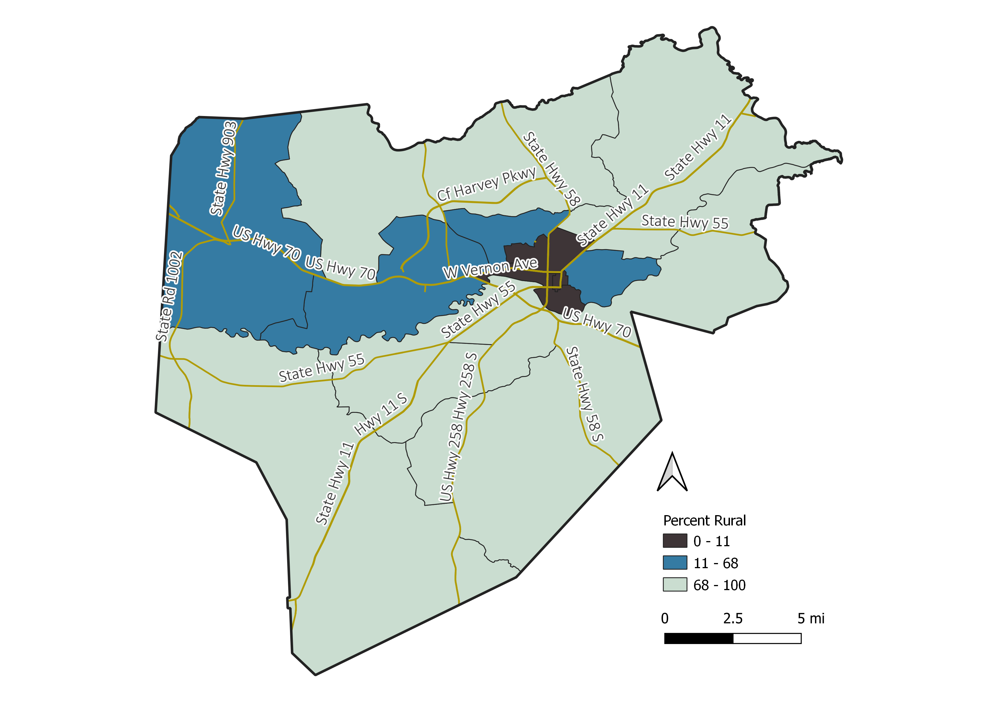 State Hwy 903
State Hwy 11
State Hwy 58
Cf Harvey Pkwy
State Hwy 11
State Hwy 55
US Hwy 70
US Hwy 70
W Vernon Ave
State Rd 1002
State Hwy 55
US Hwy 70
State Hwy 55
US Hwy 258 Hwy 258 S
State Hwy 58 S
Hwy 11 S
State Hwy 11
Percent Rural
0 - 11
11 - 68
68 - 100
0 2.5 5 mi